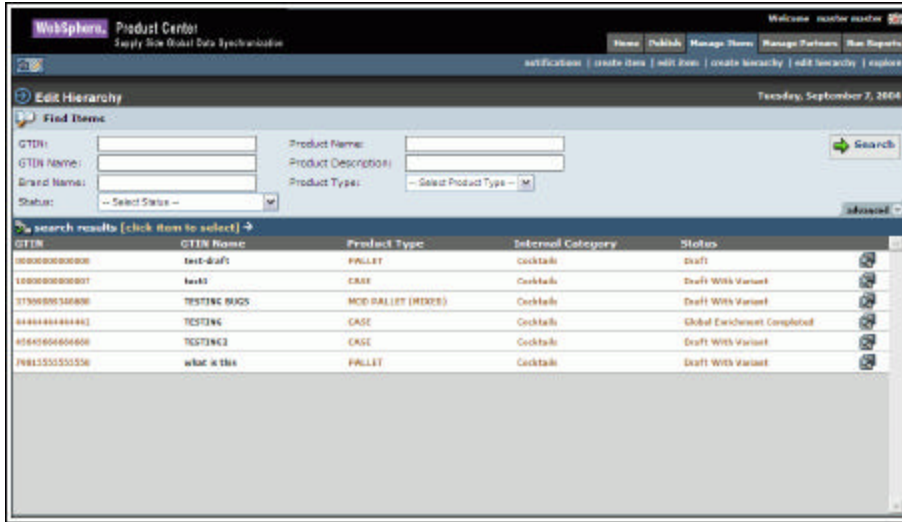 WebSphere. Product Center
Supply Side Global Data Synchronization
Welcome master master
Home Publish Manage Items Manage Partners Run Reports
notifications | create item | edit item | create hierarchy | edit hierarchy | explore
Edit Hierarchy
Tuesday, September 7, 2004
Find Items
GTIN:
Product Name:
Search
GTIN Name:
Product Description:
Brand Name:
Product Type:
-- Select Product Type --
Status:
-- Select Status --
advanced
search results [click item to select]
GTIN GTIN Name Product Type Internal Category Status
test-draft PALLET Cocktails Draft
test1 CASE Cocktails Draft With Variant
TESTING BUGS MOD PALLET (MIXED) Cocktails Draft With Variant
TESTING CASE Cocktails Global Enrichment Completed
TESTING2 CASE Cocktails Draft With Variant
what is this PALLET Cocktails Draft With Variant